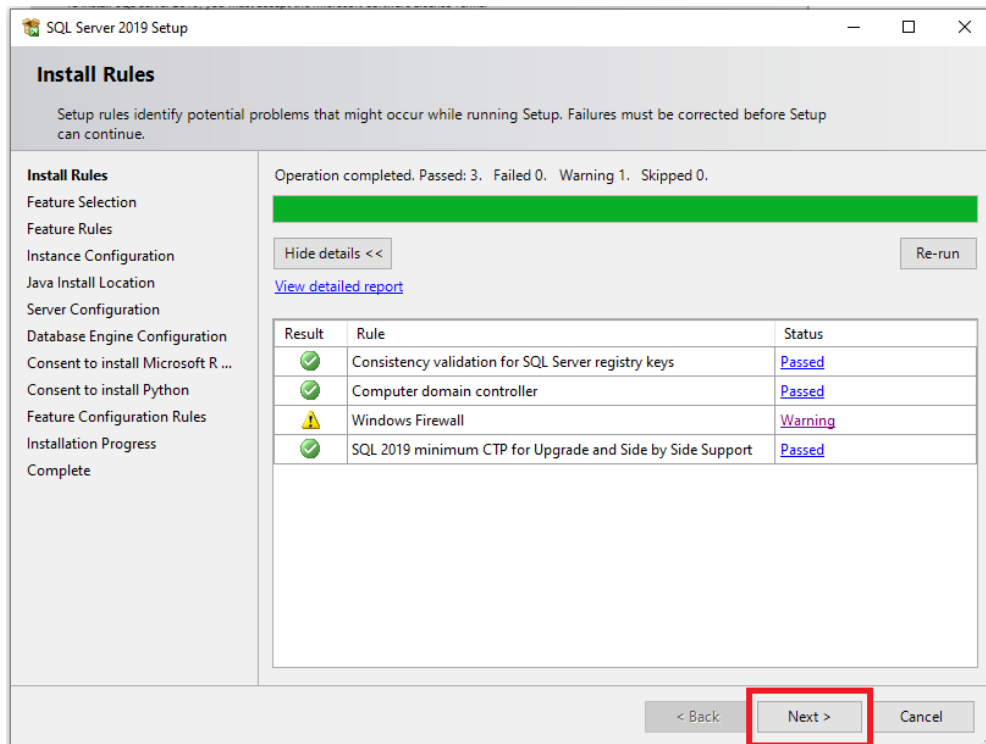 SQL Server 2019 Setup
Install Rules
Setup rules identify potential problems that might occur while running Setup. Failures must be corrected before Setup
can continue.
Install Rules
Feature Selection
Feature Rules
Instance Configuration
Java Install Location
Server Configuration
Database Engine Configuration
Consent to install Microsoft R ...
Consent to install Python
Feature Configuration Rules
Installation Progress
Complete
Operation completed. Passed: 3. Failed 0. Warning 1. Skipped 0.
Hide details <<
Re-run
View detailed report
Result Rule Status
Consistency validation for SQL Server registry keys Passed
Computer domain controller Passed
Windows Firewall Warning
SQL 2019 minimum CTP for Upgrade and Side by Side Support Passed
< Back Next > Cancel